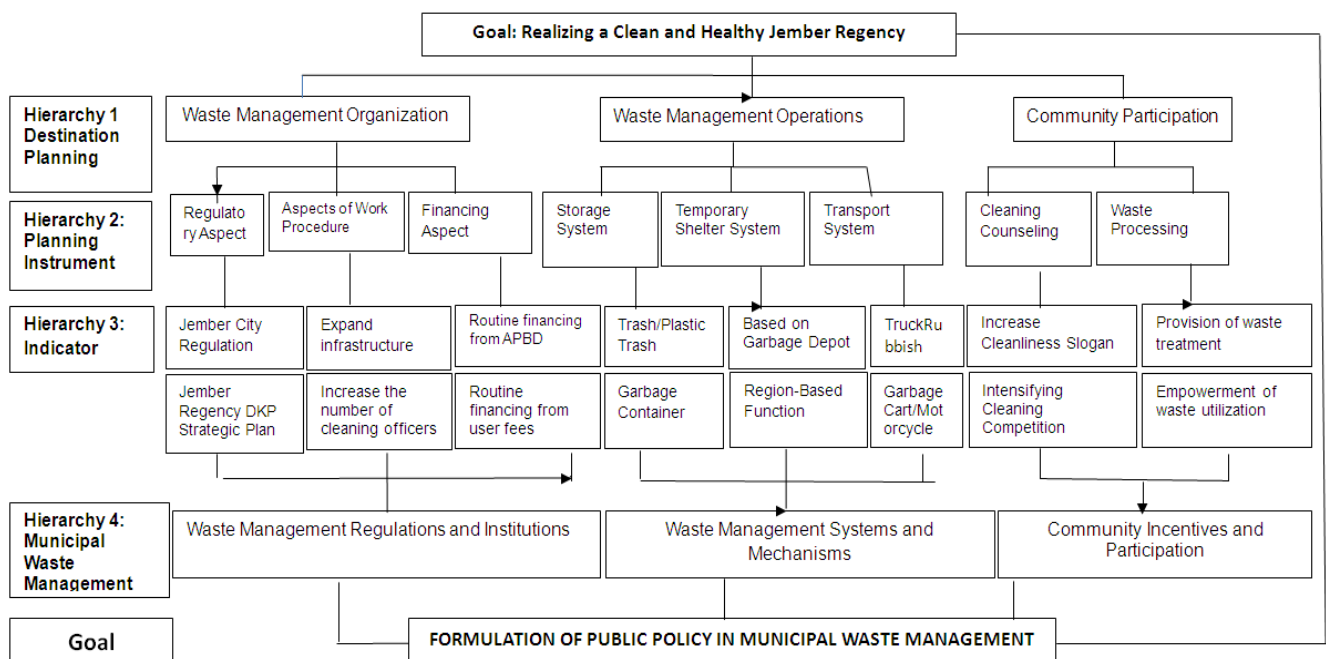 Goal: Realizing a Clean and Healthy Jember Regency
Hierarchy 1
Destination
Planning
Waste Management Organization
Waste Management Operations
Community Participation
Hierarchy 2:
Planning
Instrument
Regulato
ry Aspect
Aspects of Work
Procedure
Financing
Aspect
Storage
System
Temporary
Shelter System
Transport
System
Cleaning
Counseling
Waste
Processing
Hierarchy 3:
Indicator
Jember City
Regulation
Expand
infrastructure
Routine financing
from APBD
Trash/Plastic
Trash
Based on
Garbage Depot
TruckRu
bbish
Increase
Cleanliness Slogan
Provision of waste
treatment
Jember
Regency DKP
Strategic Plan
Increase the
number of
cleaning officers
Routine
financing from
user fees
Garbage
Container
Region-Based
Function
Garbage
Cart/Mot
orcycle
Intensifying
Cleaning
Competition
Empowerment of
waste utilization
Hierarchy 4:
Municipal
Waste
Management
Waste Management Regulations and Institutions
Waste Management Systems and
Mechanisms
Community Incentives and
Participation
Goal
FORMULATION OF PUBLIC POLICY IN MUNICIPAL WASTE MANAGEMENT